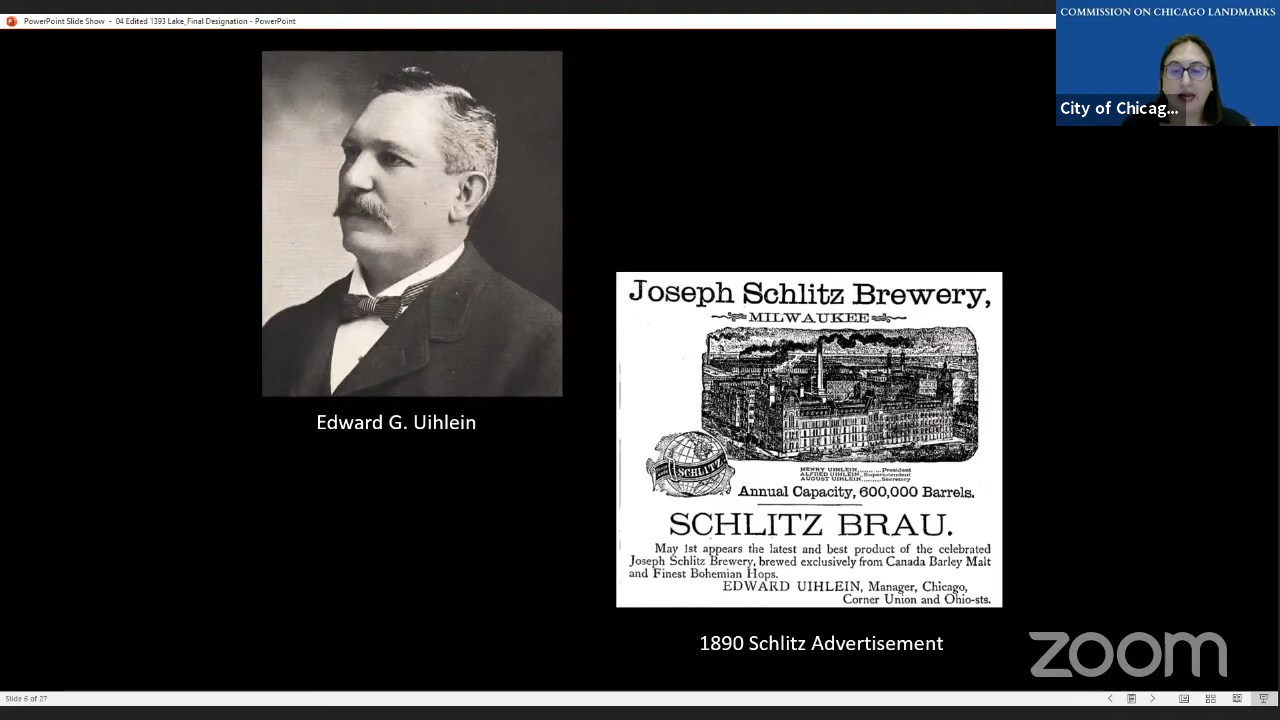 PowerPoint Slide Show - 04 Edited 1393 Lake_Final Designation - PowerPoint
COMMISSION ON CHICAGO LANDMARKS
City of Chicag...
Edward G. Uihlein
Joseph Schlitz Brewery,
MILWAUKEE
SCHLITZ
HENRY UIHLEIN,.........President
ALFRED UIHLEIN,..Superintendent
AUGUST UIHLEIN,........Secretary
Annual Capacity, 600,000 Barrels.
SCHLITZ BRAU.
May 1st appears the latest and best product of the celebrated
Joseph Schlitz Brewery, brewed exclusively from Canada Barley Malt
and Finest Bohemian Hops.
EDWARD UIHLEIN, Manager, Chicago,
Corner Union and Ohio-sts.
1890 Schlitz Advertisement
zoom
Slide 6 of 27